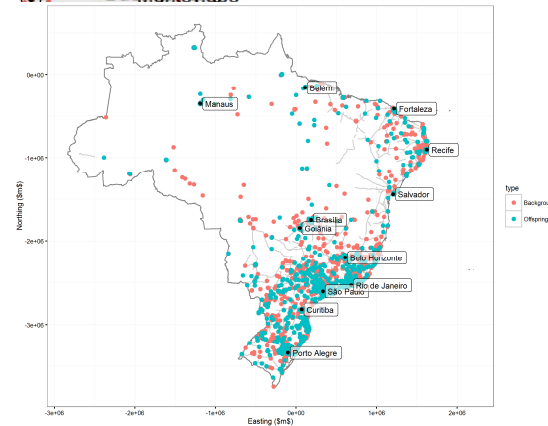 0e+00
-1e+06
-2e+06
-3e+06
Northing ($m$)
Belém
Manaus
Fortaleza
Recife
Salvador
Brasília
Goiânia
Belo Horizonte
Rio de Janeiro
São Paulo
Curitiba
Porto Alegre
type
Backgrou
Offspring
-3e+06
-2e+06
-1e+06
0e+00
1e+06
2e+06
Easting ($m$)